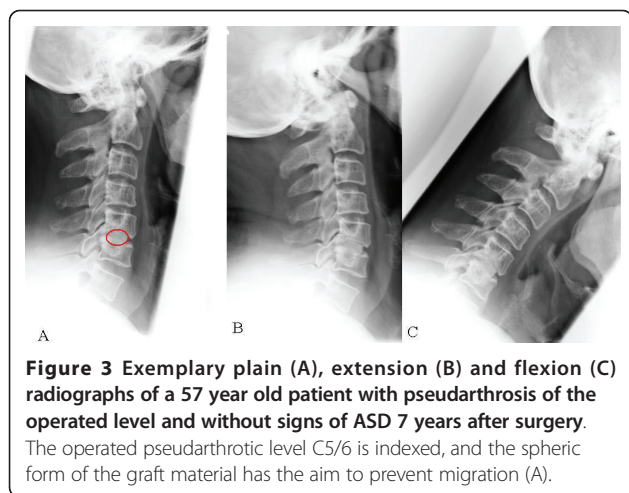 A
B
C
Figure 3 Exemplary plain (A), extension (B) and flexion (C)
radiographs of a 57 year old patient with pseudarthrosis of the
operated level and without signs of ASD 7 years after surgery.
The operated pseudarthrotic level C5/6 is indexed, and the spheric
form of the graft material has the aim to prevent migration (A).